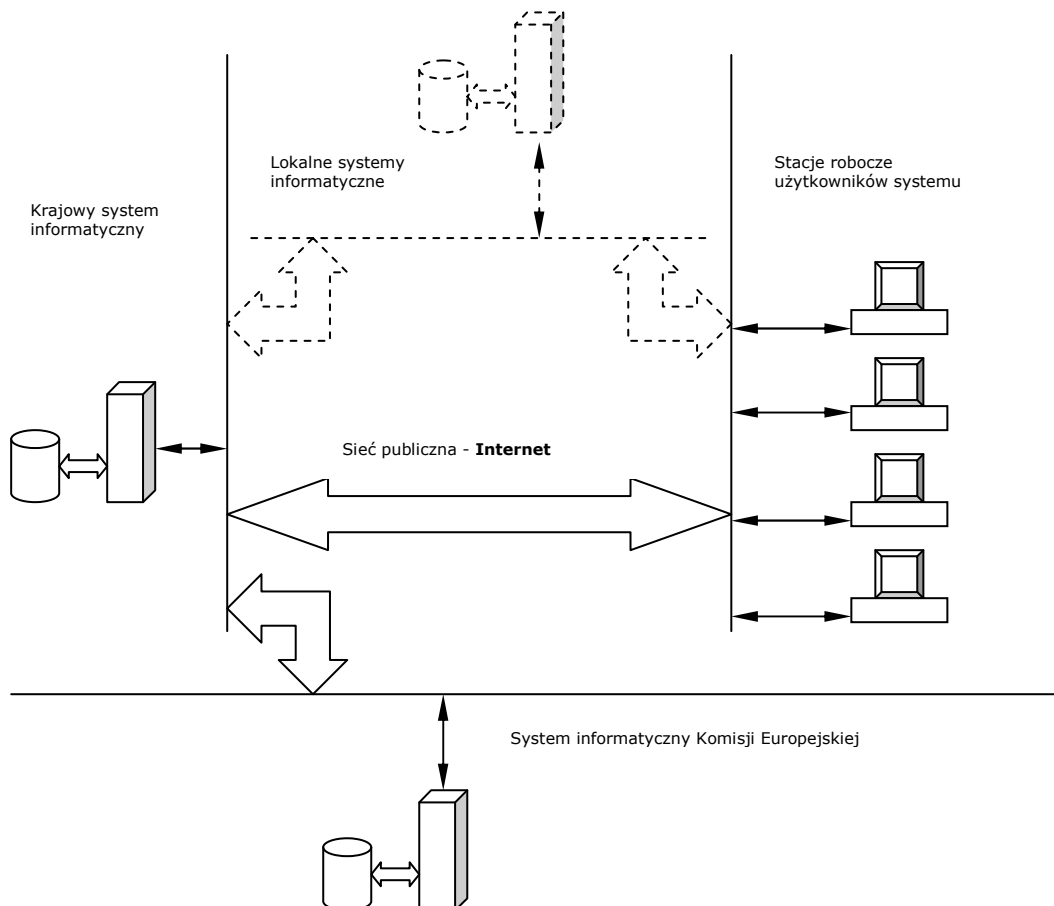 Lokalne systemy
informatyczne
Stacje robocze
użytkowników systemu
Krajowy system
informatyczny
Sieć publiczna - Internet
System informatyczny Komisji Europejskiej